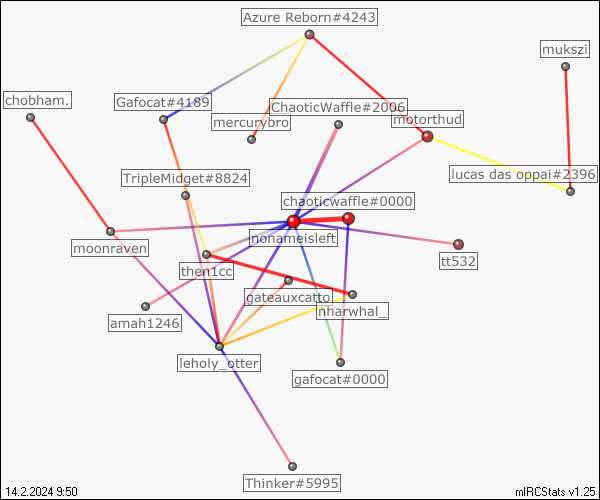 Azure Reborn#4243
mukszi
chobham.
Gafocat#4189
ChaoticWaffle#2006
mercurybro
motorthud
TripleMidget#8824
lucas das oppai#2396
chaoticwaffle#0000
nonameisleft
moonraven
tt532
then1cc
gateauxcatto
nharwhal_
amah1246
leholy_otter
gafocat#0000
Thinker#5995
14.2.2024 9:50
mIRCStats v1.25